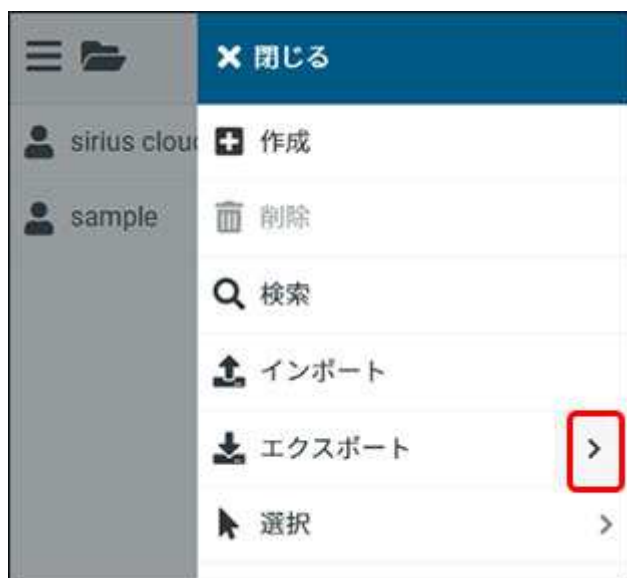 閉じる
sirius clou
作成
sample
削除
検索
インポート
エクスポート
選択